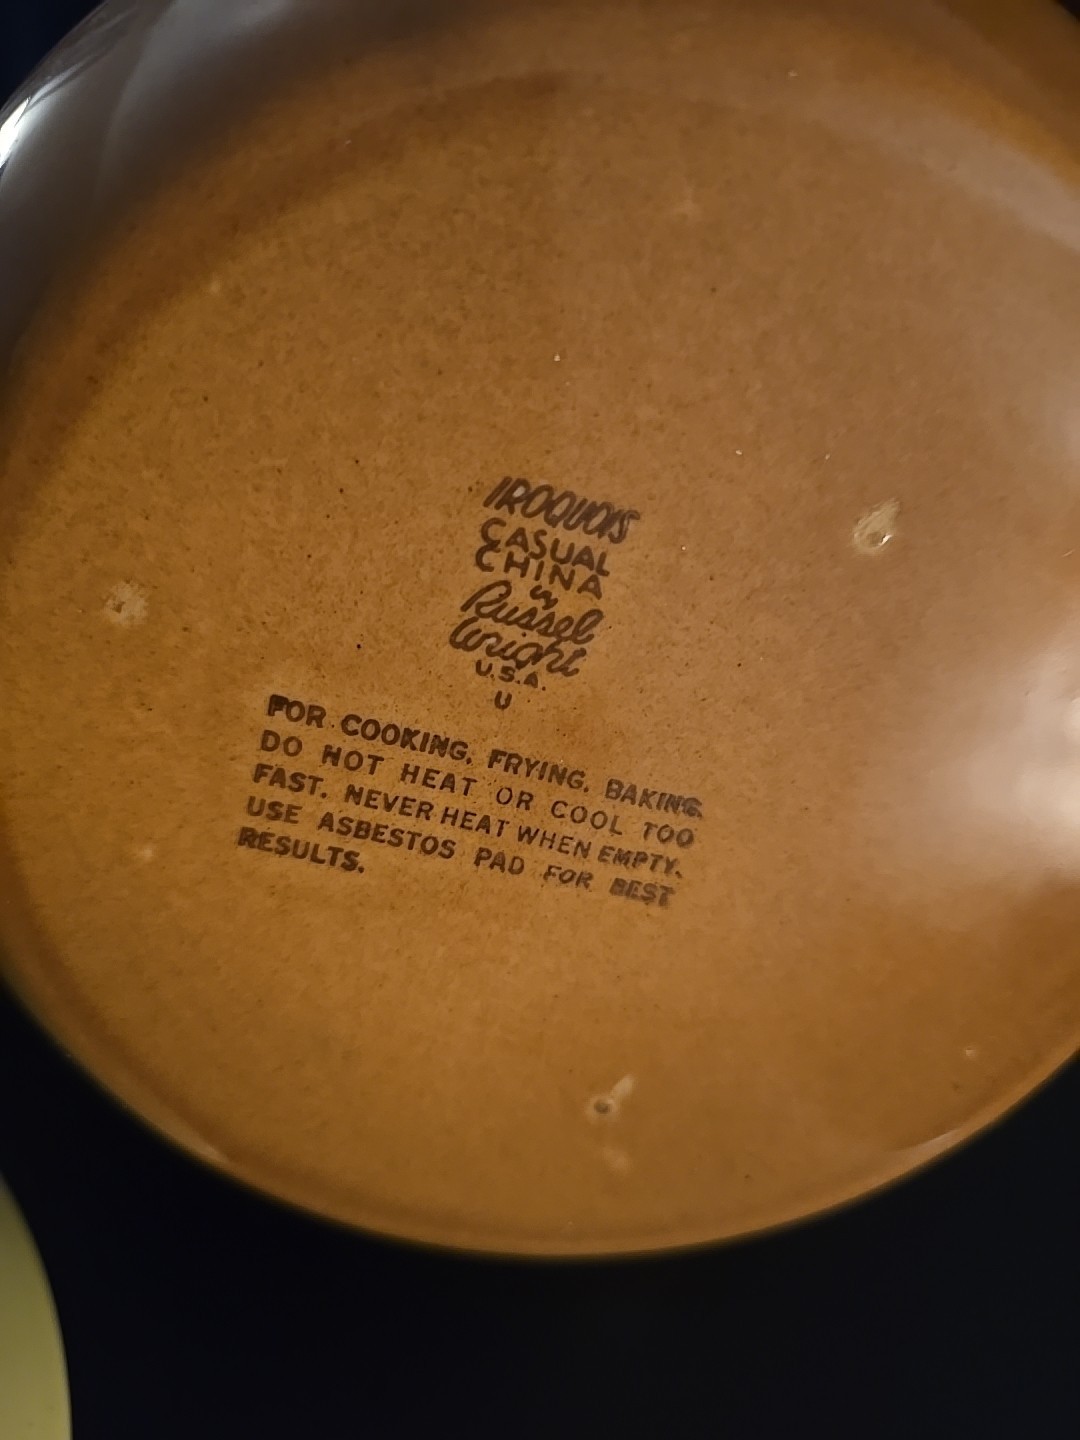 IROQUOIS
CASUAL
CHINA
by
Russel
Wright
U.S.A.
U
FOR COOKING, FRYING, BAKING
DO NOT HEAT OR COOL TOO
FAST. NEVER HEAT WHEN EMPTY.
USE ASBESTOS PAD FOR BEST
RESULTS.